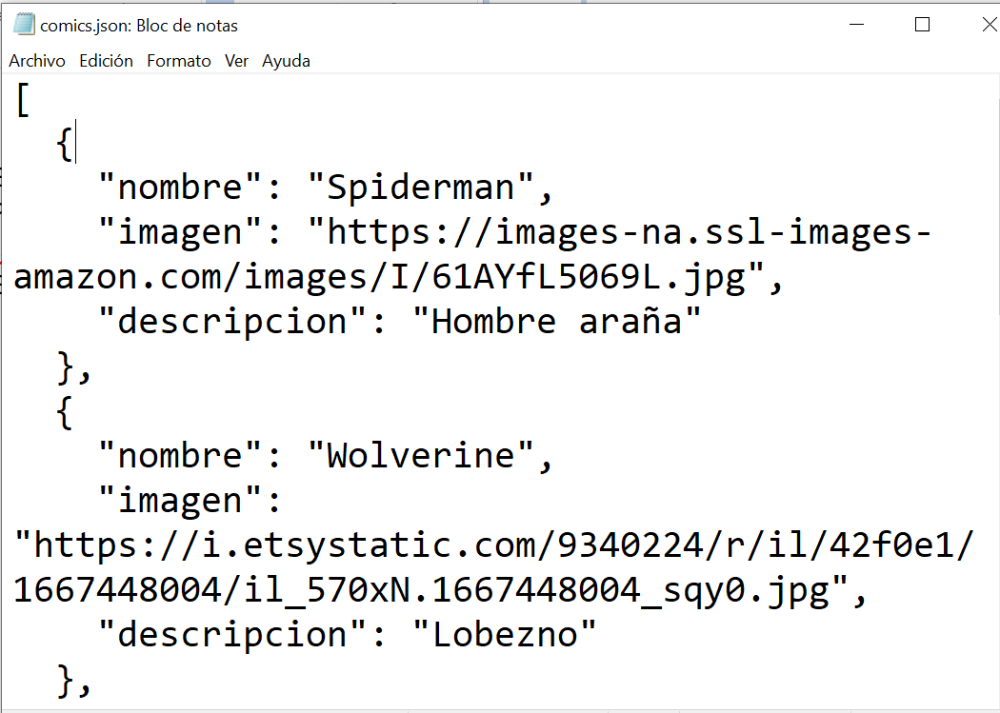 comics.json: Bloc de notas
Archivo Edición Formato Ver Ayuda
[
  {
    "nombre": "Spiderman",
    "imagen": "https://images-na.ssl-images-
amazon.com/images/I/61AYfL5069L.jpg",
    "descripcion": "Hombre araña"
  },
  {
    "nombre": "Wolverine",
    "imagen":
"https://i.etsystatic.com/9340224/r/il/42f0e1/
1667448004/il_570xN.1667448004_sqy0.jpg",
    "descripcion": "Lobezno"
  },